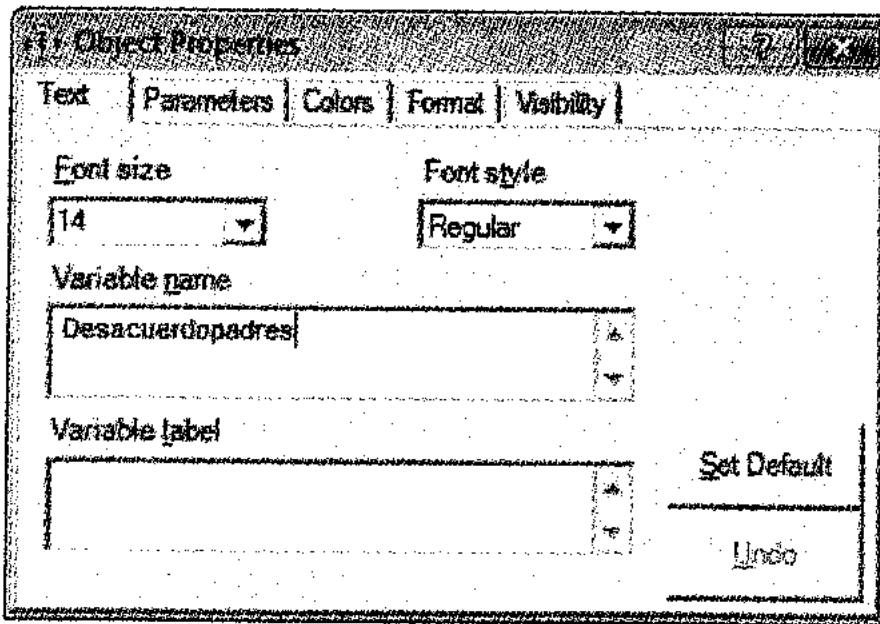 Object Properties
Text Parameters Colors Format Visibility
Font size Font style
14 Regular
Variable name
Desacuerdopadres
Variable label
Set Default
Undo